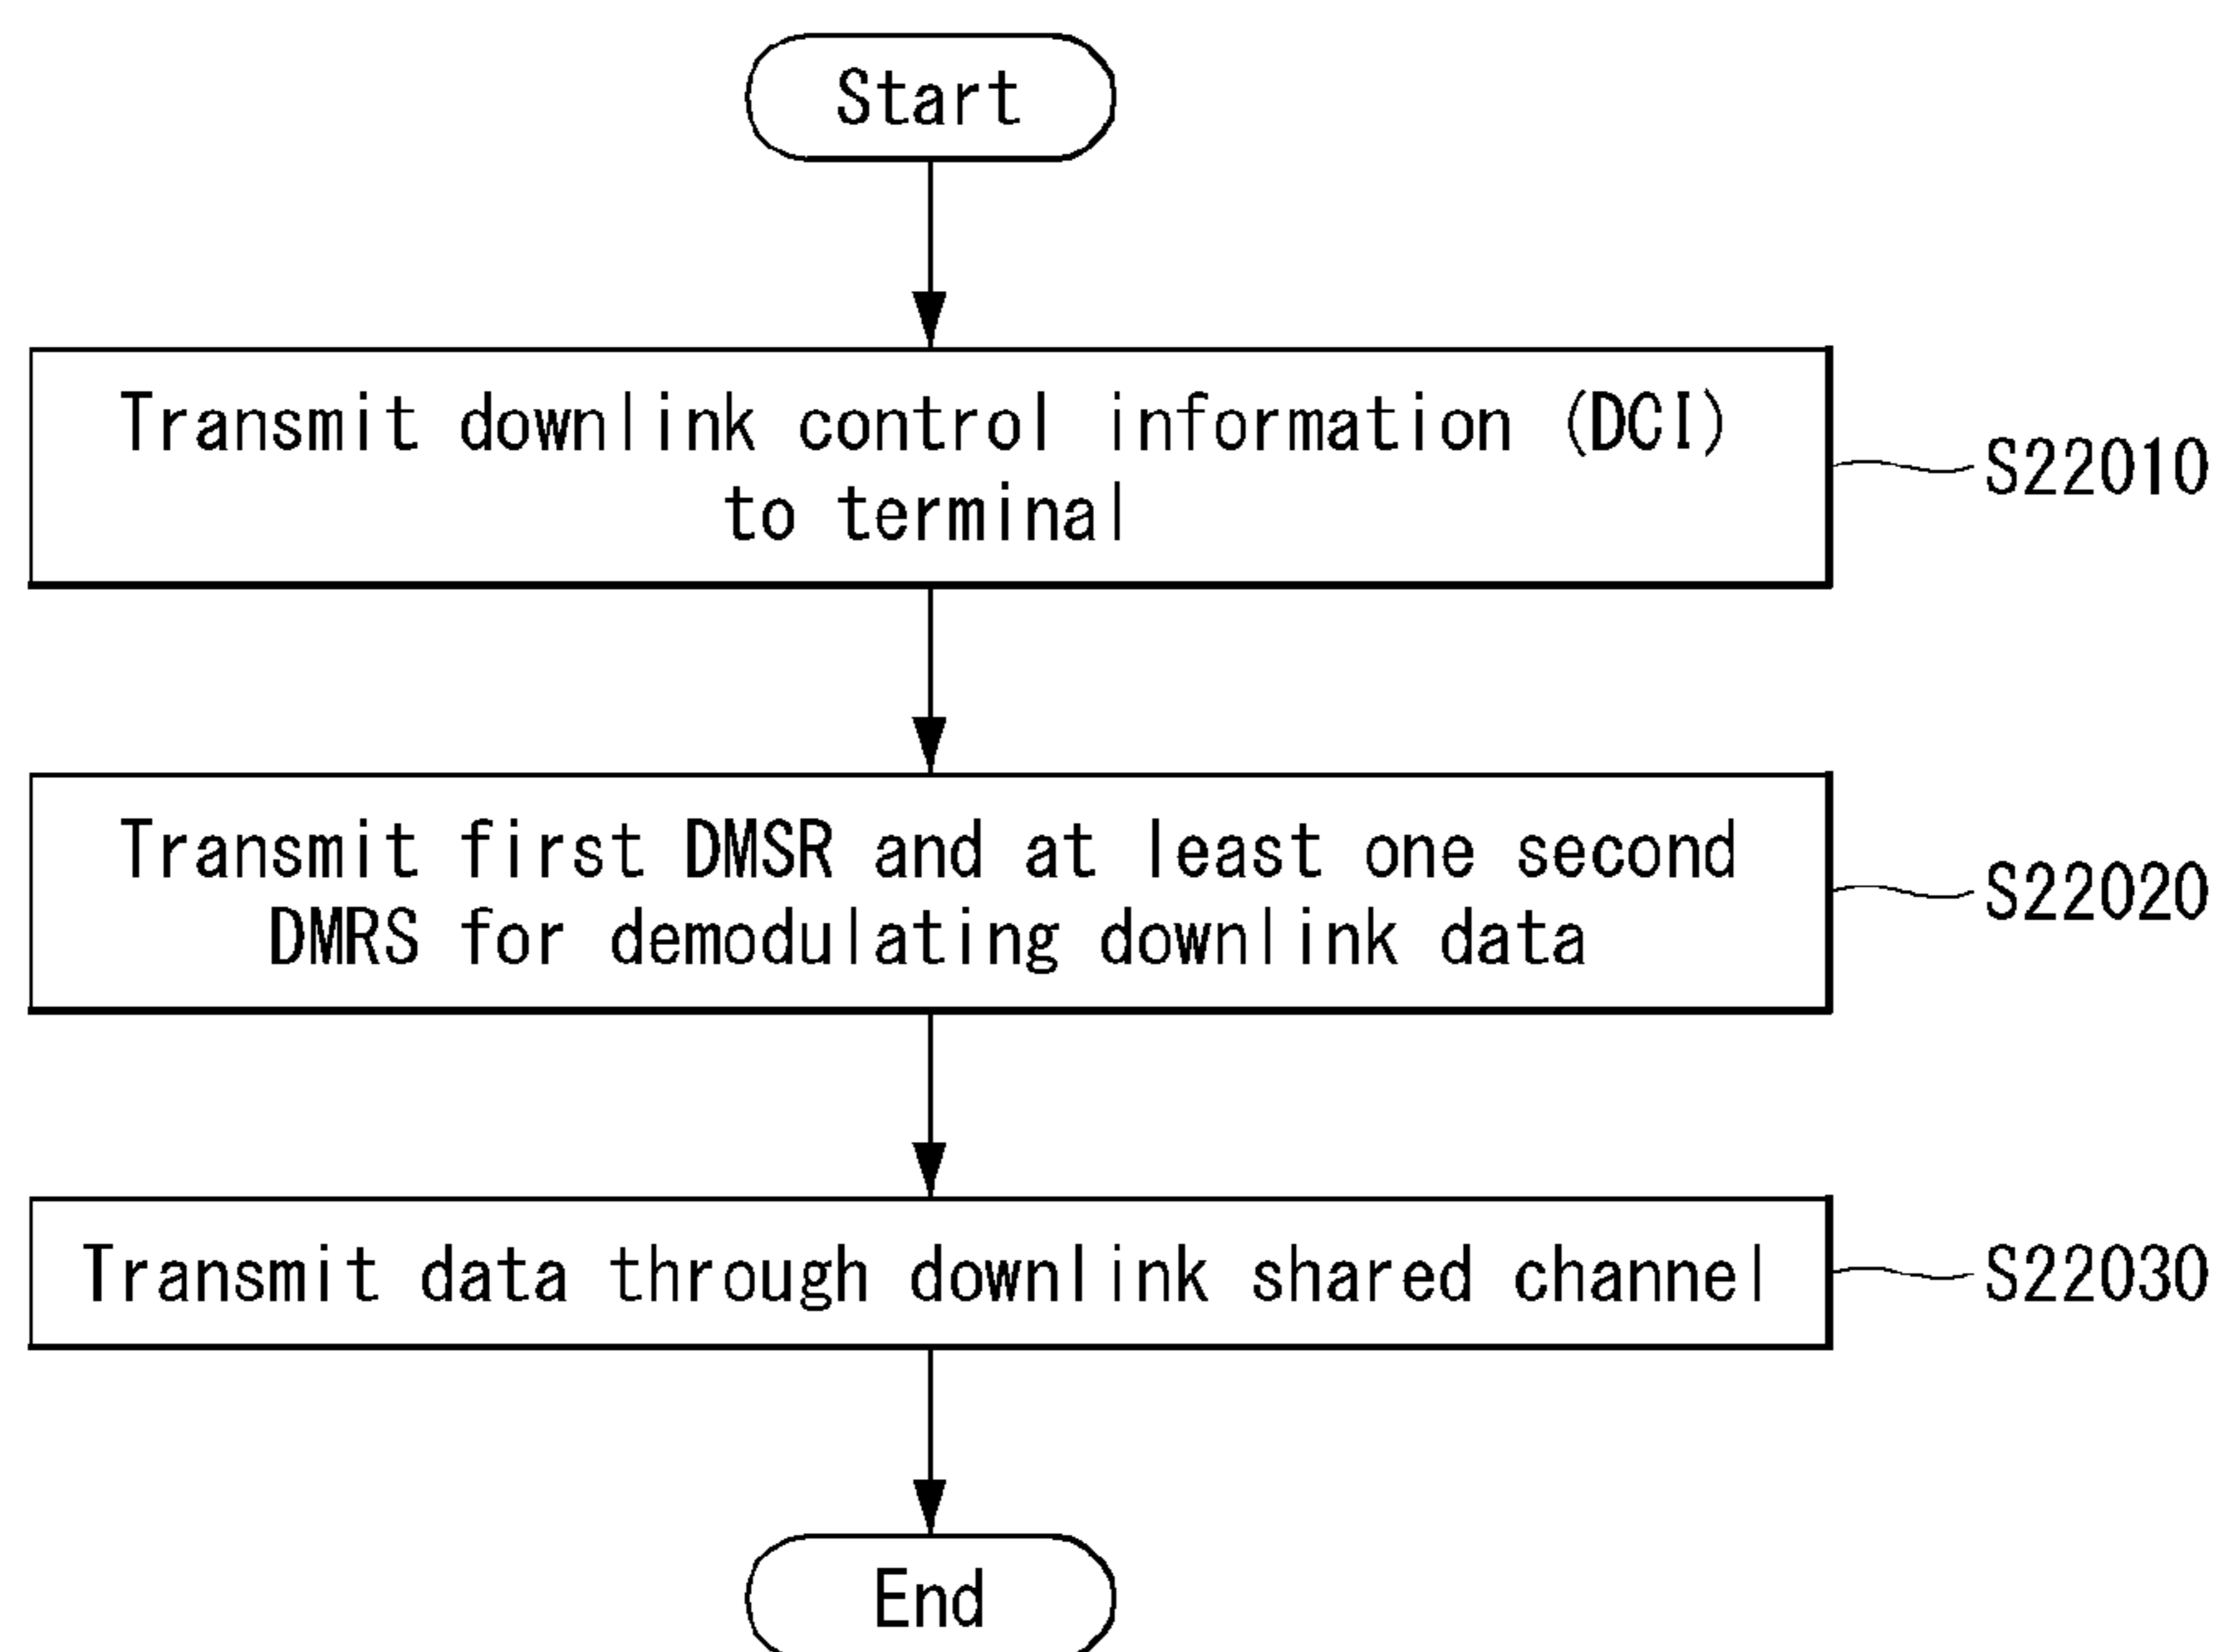 Start
Transmit downlink control information (DCI)
to terminal
S22010
Transmit first DMSR and at least one second
DMRS for demodulating downlink data
S22020
Transmit data through downlink shared channel
S22030
End